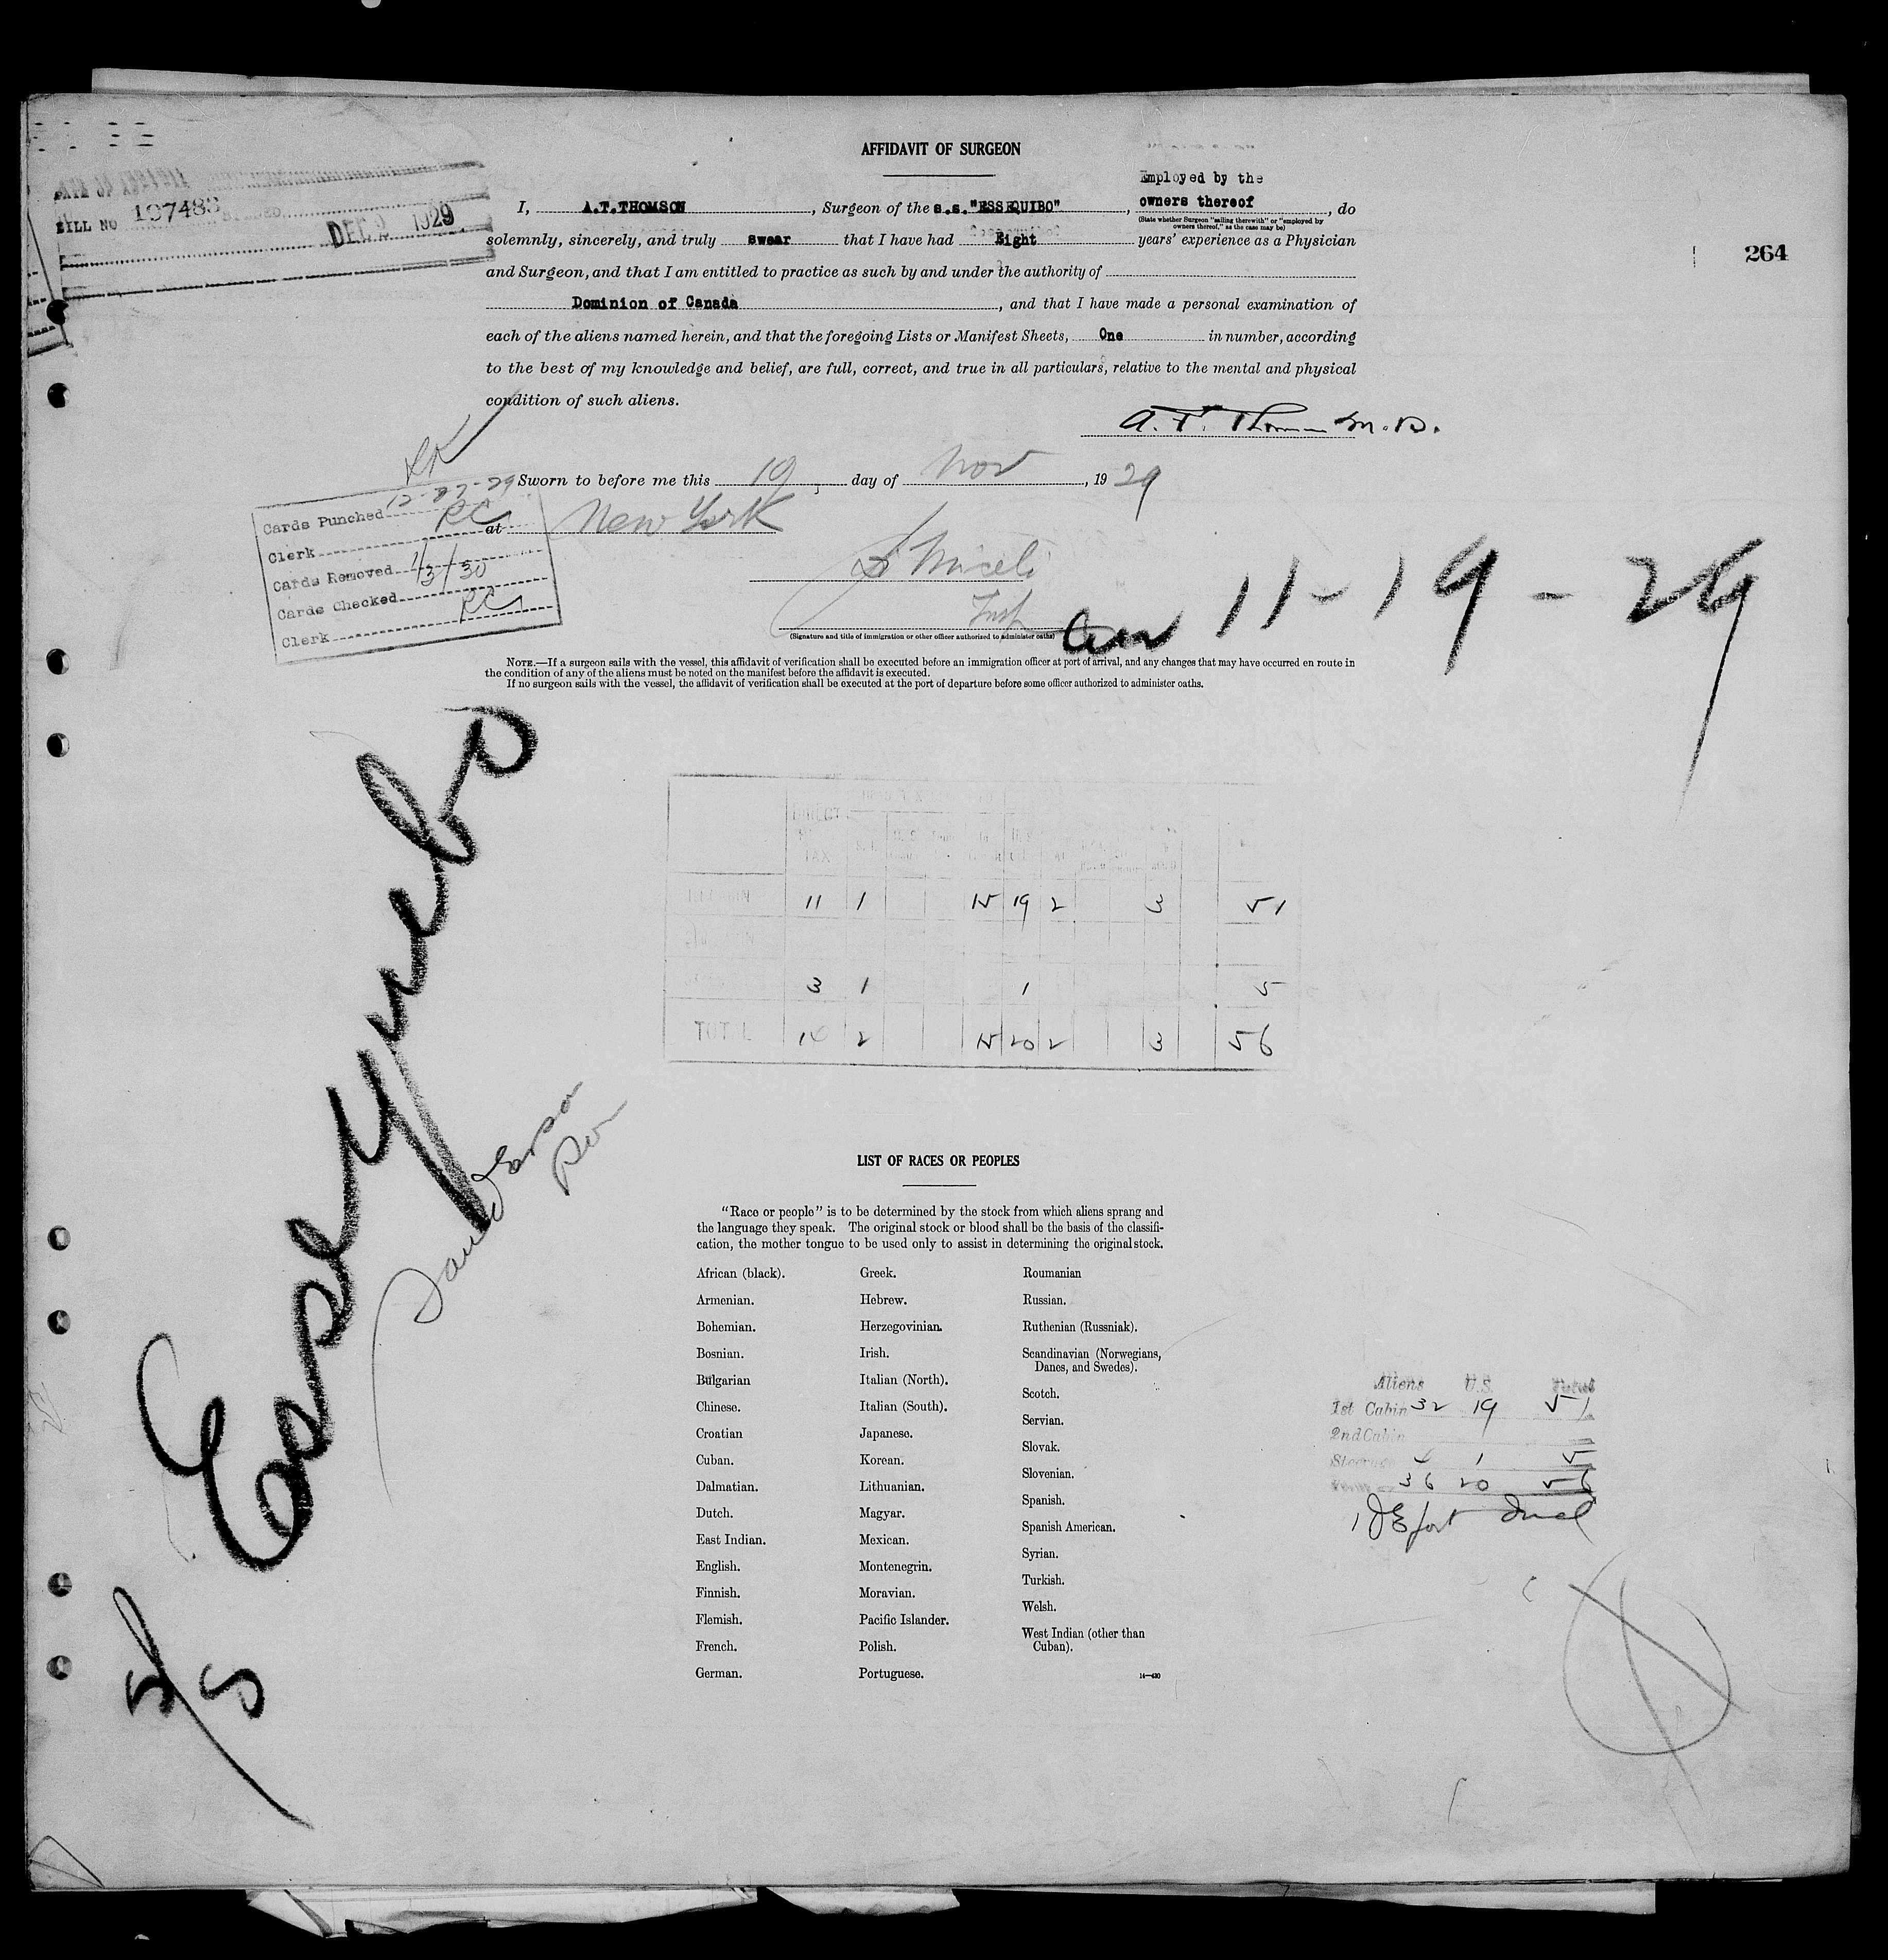 AFFIDAVIT OF SURGEON
BILL NO 197483
DEC 2 1929
264
Employed by the
I, A.T.THOMSON, Surgeon of the s.s."ESSEQUIBO", owners thereof, do
(State whether Surgeon "sailing therewith" or "employed by
owners thereof," as the case may be)
solemnly, sincerely, and truly swear that I have had Eight years' experience as a Physician
and Surgeon, and that I am entitled to practice as such by and under the authority of
Dominion of Canada, and that I have made a personal examination of
each of the aliens named herein, and that the foregoing Lists or Manifest Sheets, One in number, according
to the best of my knowledge and belief, are full, correct, and true in all particulars, relative to the mental and physical
condition of such aliens.
A. T. Thomson M.D.
Sworn to before me this 19 day of Nov, 1929
at New York
Cards Punched 12-27-29
Clerk RC
Cards Removed 1/3/30
Cards Checked
Clerk RC
Miceli
Insp
(Signature and title of immigration or other officer authorized to administer oaths)
Arr 11-19-29
NOTE.—If a surgeon sails with the vessel, this affidavit of verification shall be executed before an immigration officer at port of arrival, and any changes that may have occurred en route in
the condition of any of the aliens must be noted on the manifest before the affidavit is executed.
If no surgeon sails with the vessel, the affidavit of verification shall be executed at the port of departure before some officer authorized to administer oaths.
S/S Essequibo
TAX
11 1 15 19 2 3 51
3 1 1 5
TOTAL 14 2 15 20 2 3 56
LIST OF RACES OR PEOPLES
"Race or people" is to be determined by the stock from which aliens sprang and
the language they speak. The original stock or blood shall be the basis of the classifi-
cation, the mother tongue to be used only to assist in determining the original stock.
African (black).
Armenian.
Bohemian.
Bosnian.
Bulgarian
Chinese.
Croatian
Cuban.
Dalmatian.
Dutch.
East Indian.
English.
Finnish.
Flemish.
French.
German.
Greek.
Hebrew.
Herzegovinian.
Irish.
Italian (North).
Italian (South).
Japanese.
Korean.
Lithuanian.
Magyar.
Mexican.
Montenegrin.
Moravian.
Pacific Islander.
Polish.
Portuguese.
Roumanian
Russian.
Ruthenian (Russniak).
Scandinavian (Norwegians,
Danes, and Swedes).
Scotch.
Servian.
Slovak.
Slovenian.
Spanish.
Spanish American.
Syrian.
Turkish.
Welsh.
West Indian (other than
Cuban).
14—430
Aliens U.S. Total
1st Cabin 32 19 51
2nd Cabin
Steerage 4 1 5
36 20 56